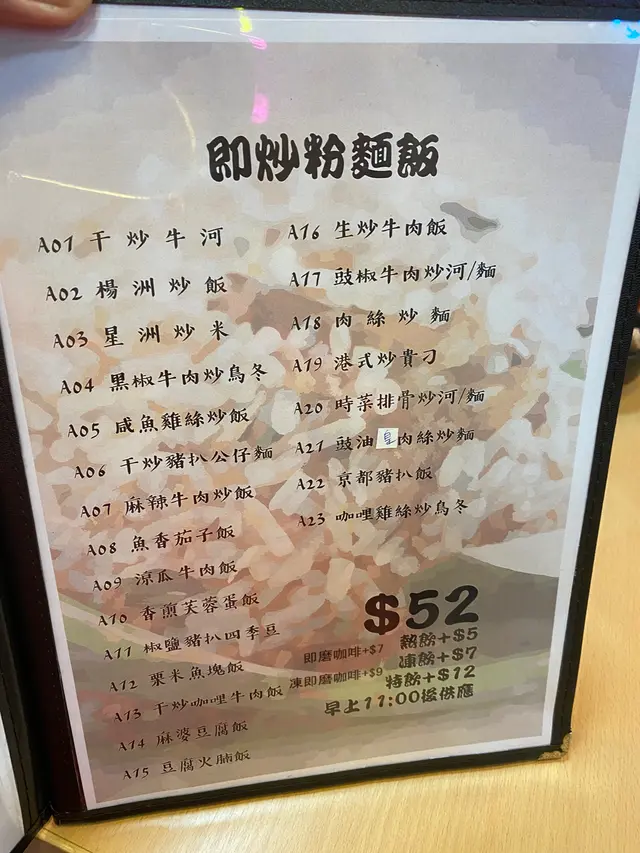 即炒粉麵飯
A01 干炒牛河
A02 楊洲炒飯
A03 星洲炒米
A04 黑椒牛肉炒烏冬
A05 咸魚雞絲炒飯
A06 干炒豬扒公仔麵
A07 麻辣牛肉炒飯
A08 魚香茄子飯
A09 涼瓜牛肉飯
A10 香煎芙蓉蛋飯
A11 椒鹽豬扒四季豆
A12 粟米魚塊飯
A13 干炒咖哩牛肉飯
A14 麻婆豆腐飯
A15 豆腐火腩飯
A16 生炒牛肉飯
A17 豉椒牛肉炒河/麵
A18 肉絲炒麵
A19 港式炒貴刁
A20 時菜排骨炒河/麵
A21 豉油皇肉絲炒麵
A22 京都豬扒飯
A23 咖哩雞絲炒烏冬
$52
熱飲+$5
即磨咖啡+$7
凍飲+$7
凍即磨咖啡+$9
特飲+$12
早上11:00後供應